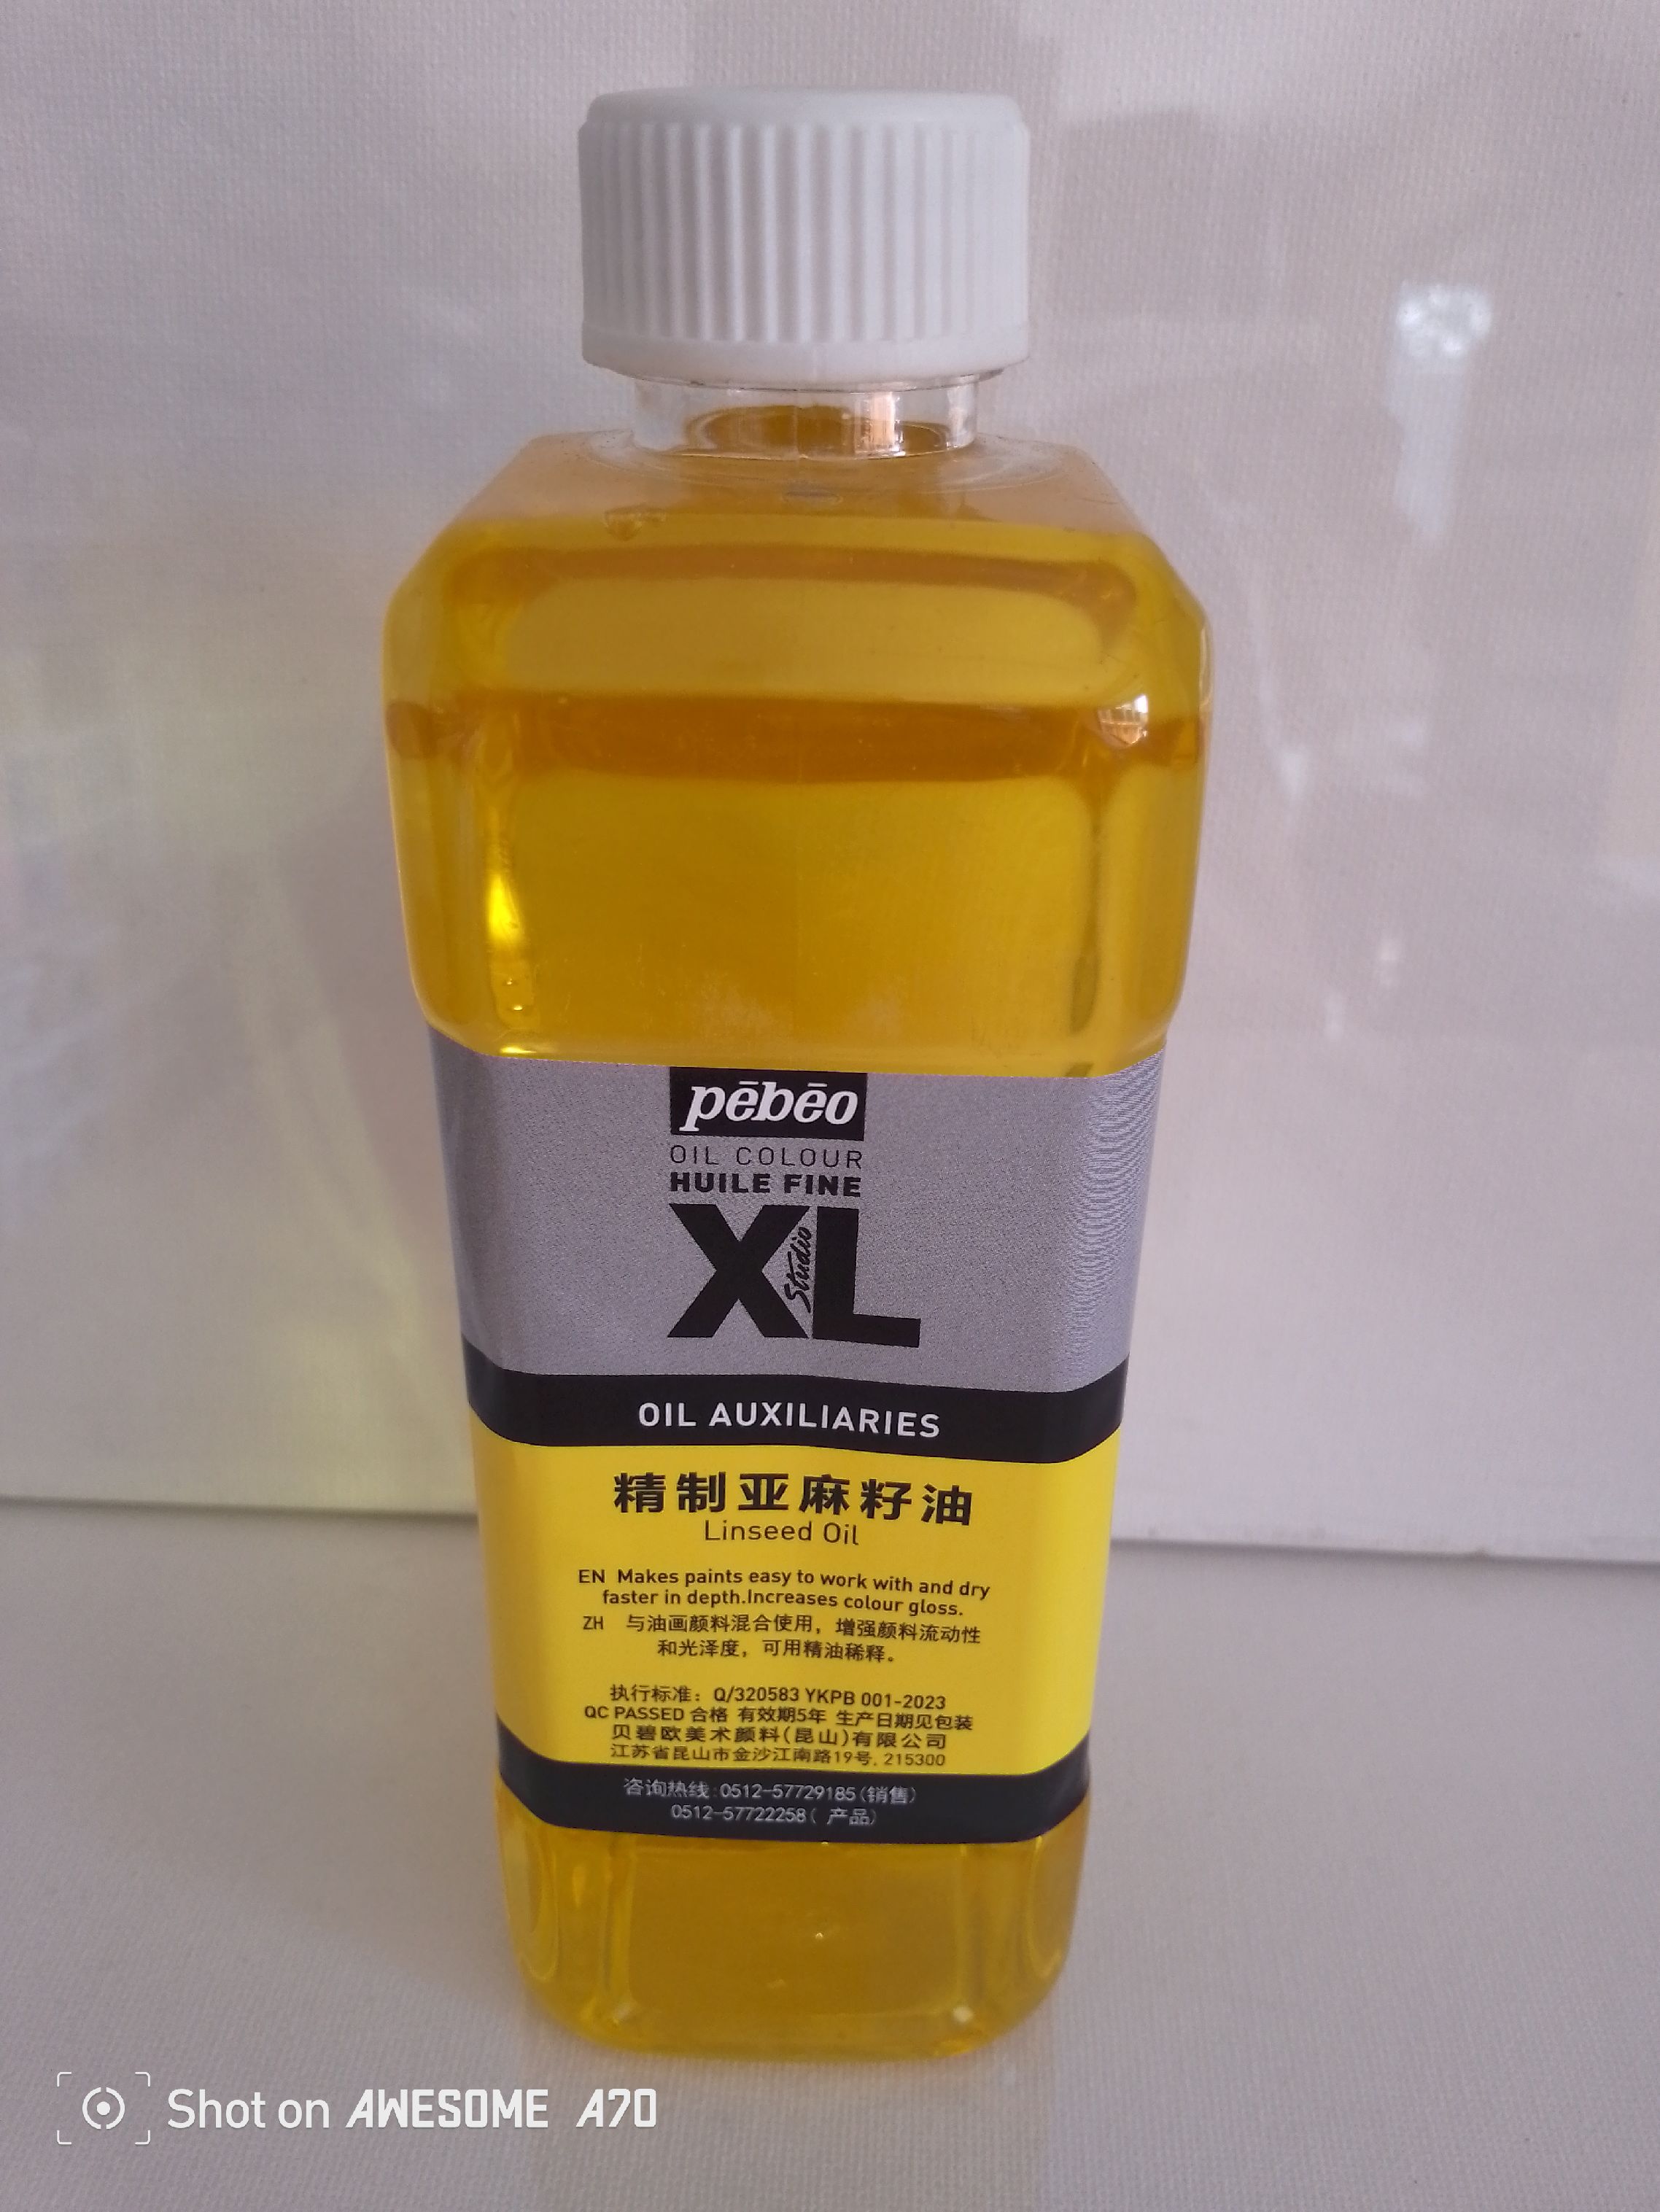 pēbēo
OIL COLOUR
HUILE FINE
XL
Studio
OIL AUXILIARIES
精制亚麻籽油
Linseed Oil
EN Makes paints easy to work with and dry
faster in depth.Increases colour gloss.
ZH 与油画颜料混合使用，增强颜料流动性
和光泽度，可用精油稀释。
执行标准：Q/320583 YKPB 001-2023
QC PASSED 合格 有效期5年 生产日期见包装
贝碧欧美术颜料(昆山)有限公司
江苏省昆山市金沙江南路19号, 215300
咨询热线:0512-57729185(销售)
0512-57722258( 产品)
Shot on AWESOME A70